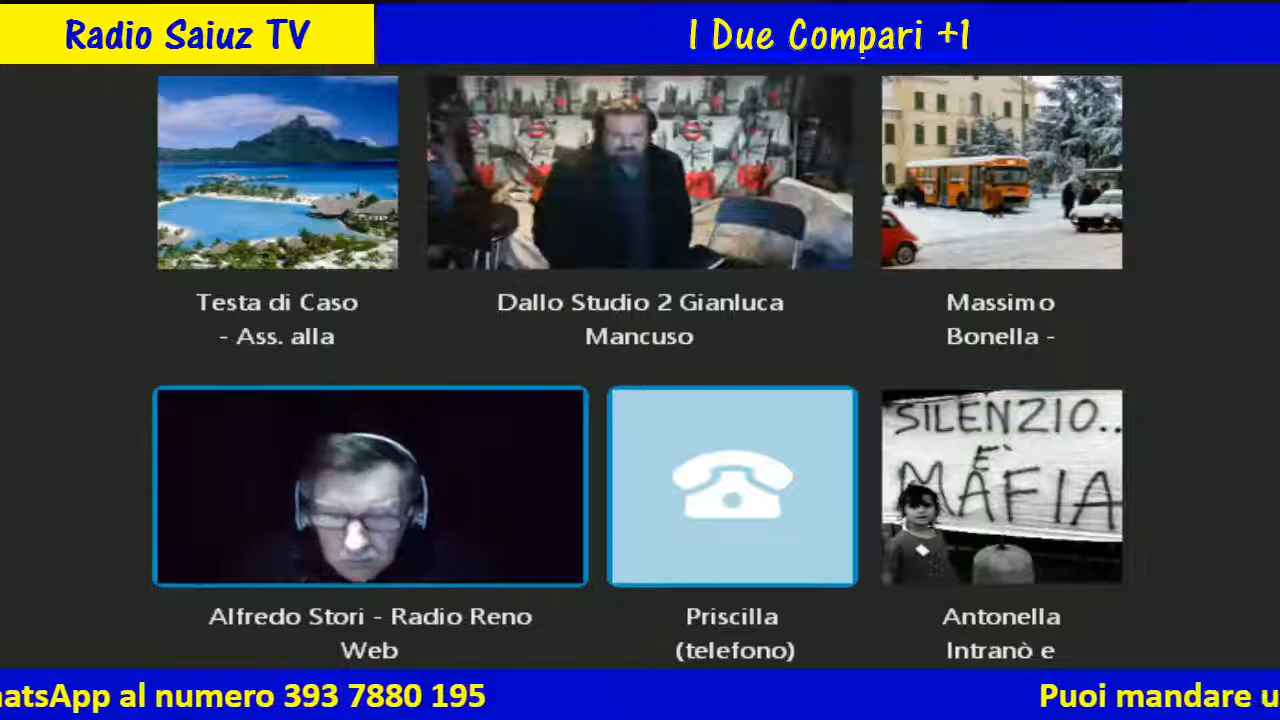 Radio Saiuz TV
I Due Compari +1
Testa di Caso
- Ass. alla
Dallo Studio 2 Gianluca
Mancuso
Massimo
Bonella -
SILENZIO..
È
MAFIA
Alfredo Stori - Radio Reno
Web
Priscilla
(telefono)
Antonella
Intranò e
hatsApp al numero 393 7880 195
Puoi mandare u